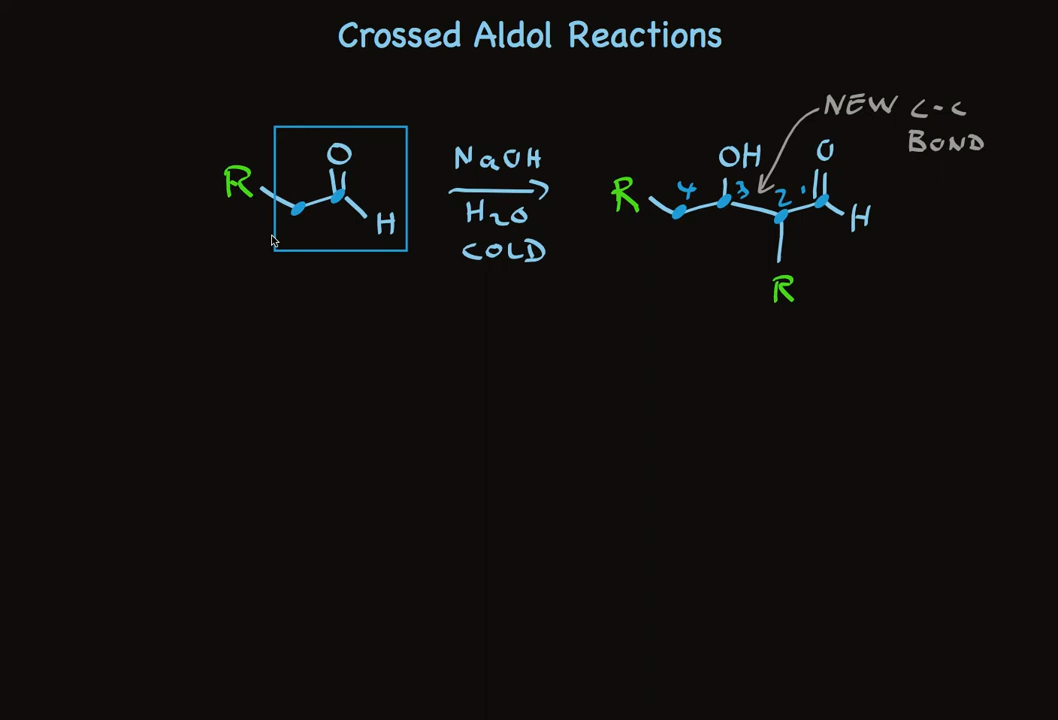 Crossed Aldol Reactions
NEW C-C
BOND
R
O
H
NaOH
H2O
COLD
R
4
OH
3
2
1
O
H
R